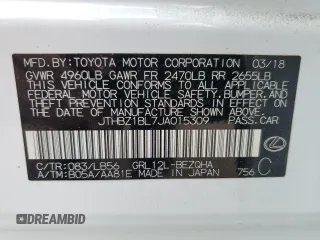 MFD.BY: TOYOTA MOTOR CORPORATION 03/18
GVWR 4960LB GAWR FR 2470LB RR 2655LB
THIS VEHICLE CONFORMS TO ALL APPLICABLE
FEDERAL MOTOR VEHICLE SAFETY,
BUMPER, AND THEFT PREVENTION
STANDARDS IN EFFECT ON THE DATE
OF MANUFACTURE SHOWN ABOVE.
JTHBZ1BL7JA015309 PASS.CAR
C/TR: 083/LB56 GRL12L-BEZQHA C
A/TM: B05A/AA81E MADE IN JAPAN 756
AUTOBIDMASTER